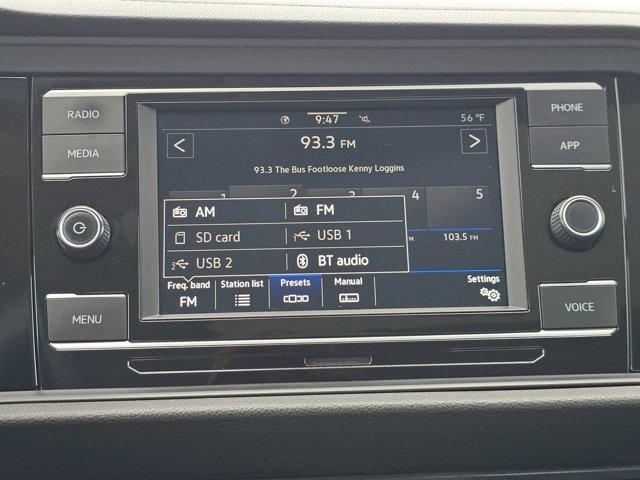 RADIO
MEDIA
MENU
PHONE
APP
VOICE
9:47
56 °F
93.3 FM
93.3 The Bus Footloose Kenny Loggins
1 2 3 4 5
103.5 FM
AM FM
SD card USB 1
USB 2 BT audio
Freq. band Station list Presets Manual Settings
FM